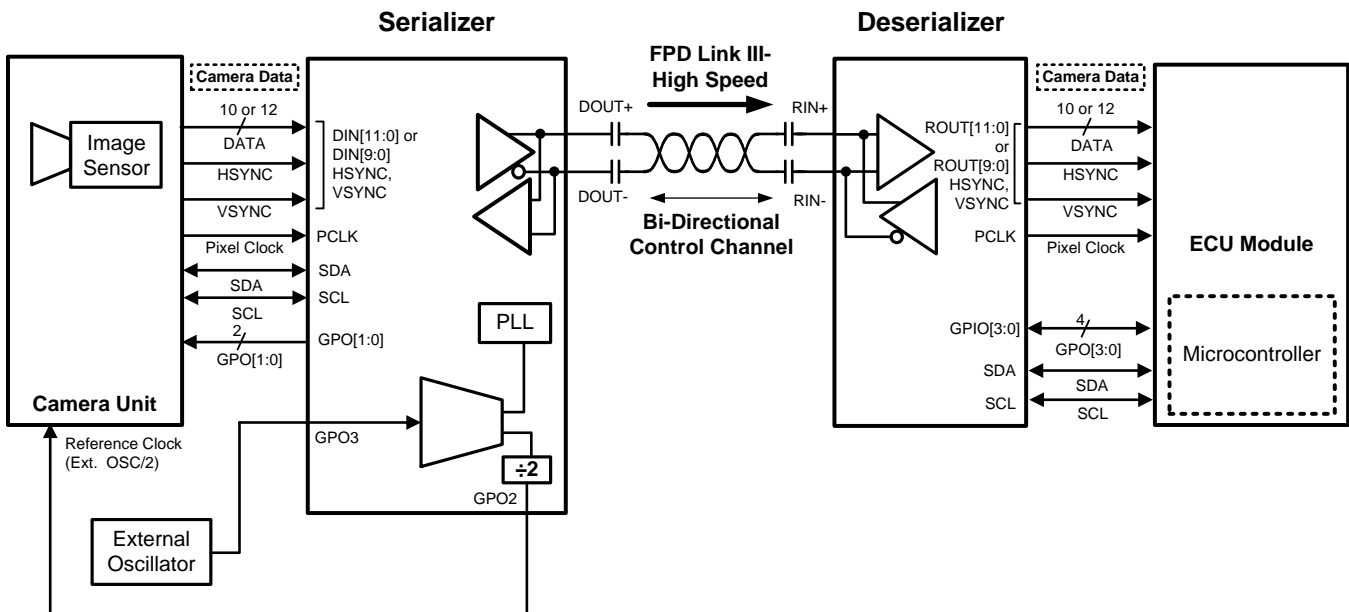 Serializer
Deserializer
FPD Link III-
High Speed
Camera Data
Camera Data
Image
Sensor
10 or 12
DATA
HSYNC
VSYNC
Pixel Clock
SDA
SCL
2
GPO[1:0]
Camera Unit
DIN[11:0] or
DIN[9:0]
HSYNC,
VSYNC
PCLK
SDA
SCL
GPO[1:0]
PLL
GPO3
÷2
GPO2
Reference Clock
(Ext. OSC/2)
External
Oscillator
DOUT+
DOUT-
RIN+
RIN-
Bi-Directional
Control Channel
ROUT[11:0]
or
ROUT[9:0]
HSYNC,
VSYNC
PCLK
GPIO[3:0]
SDA
SCL
10 or 12
DATA
HSYNC
VSYNC
Pixel Clock
4
GPO[3:0]
SDA
SCL
ECU Module
Microcontroller